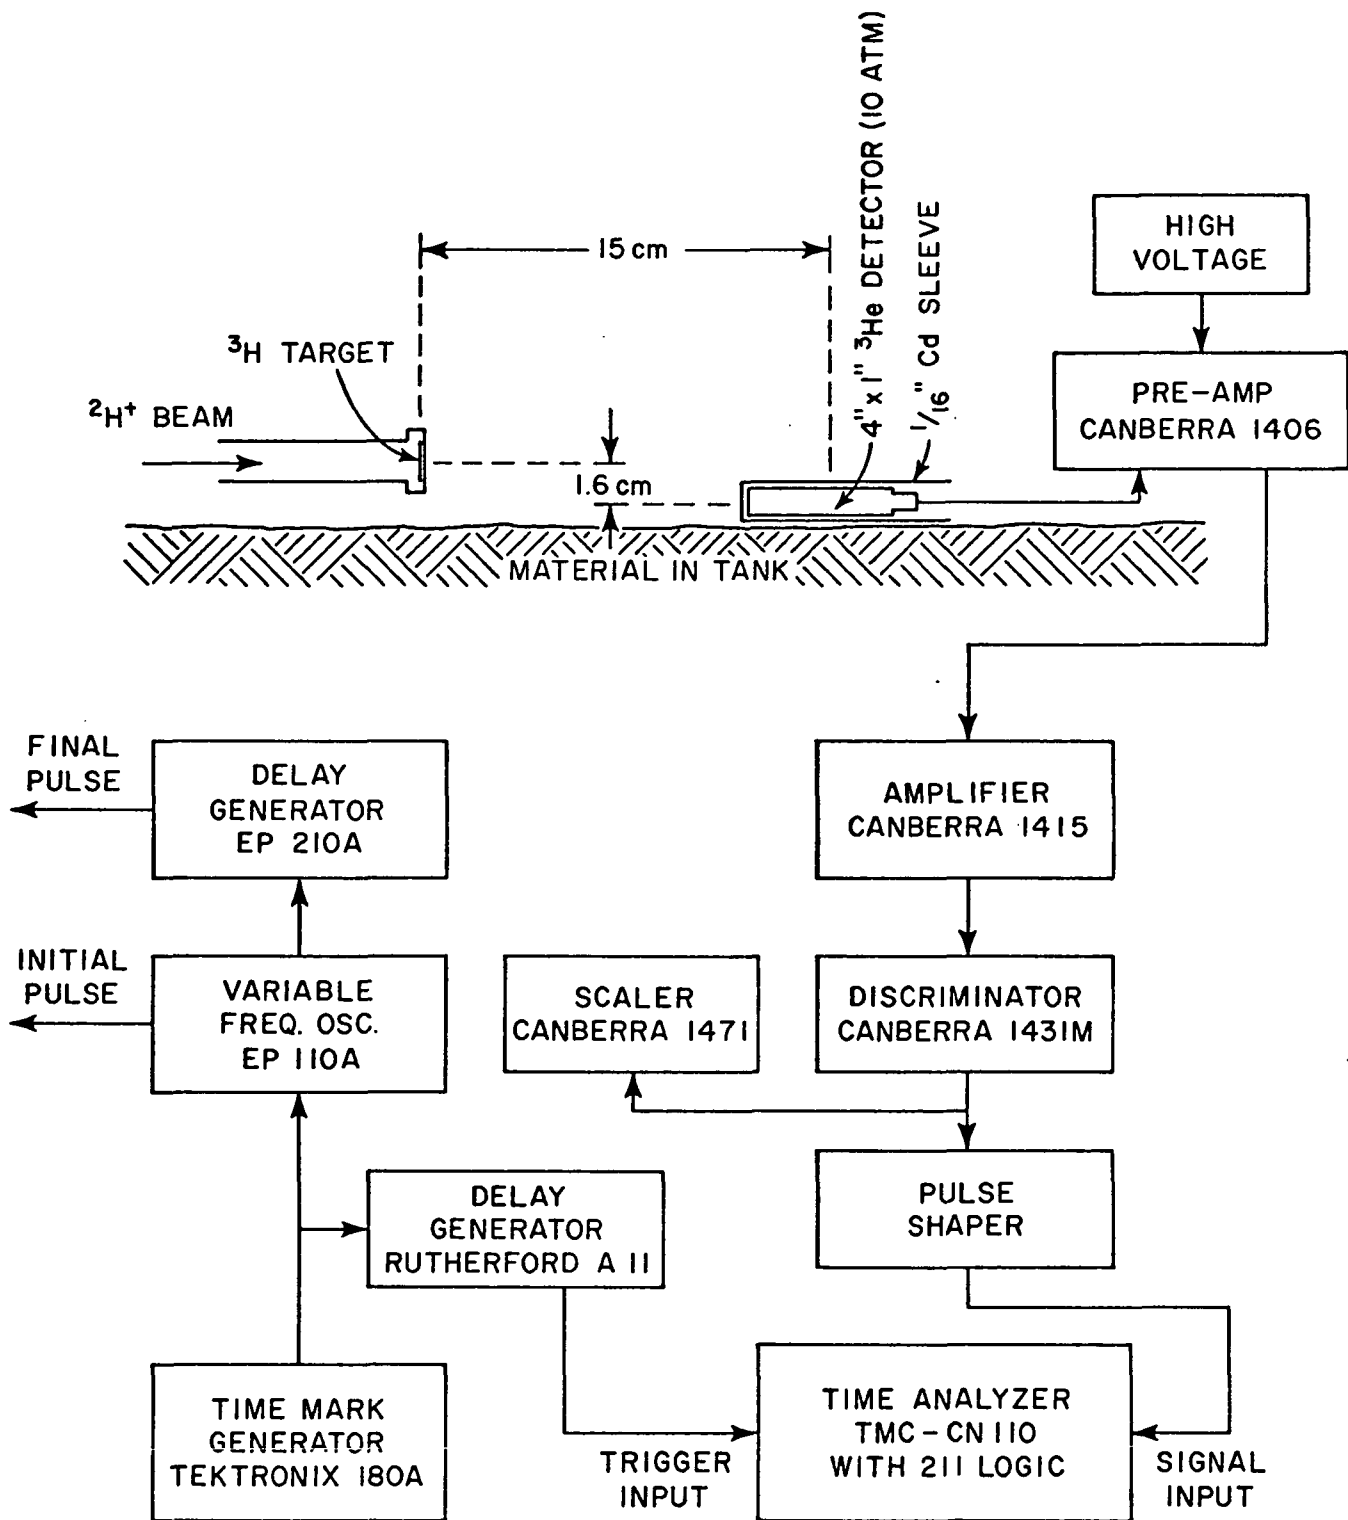 4" x 1" ³He DETECTOR (10 ATM)
1/16" Cd SLEEVE
HIGH
VOLTAGE
15 cm
³H TARGET
²H⁺ BEAM
PRE-AMP
CANBERRA 1406
1.6 cm
MATERIAL IN TANK
FINAL
PULSE
DELAY
GENERATOR
EP 210A
AMPLIFIER
CANBERRA 1415
INITIAL
PULSE
VARIABLE
FREQ. OSC.
EP 110A
SCALER
CANBERRA 1471
DISCRIMINATOR
CANBERRA 1431M
DELAY
GENERATOR
RUTHERFORD A 11
PULSE
SHAPER
TIME MARK
GENERATOR
TEKTRONIX 180A
TRIGGER
INPUT
TIME ANALYZER
TMC-CN 110
WITH 211 LOGIC
SIGNAL
INPUT